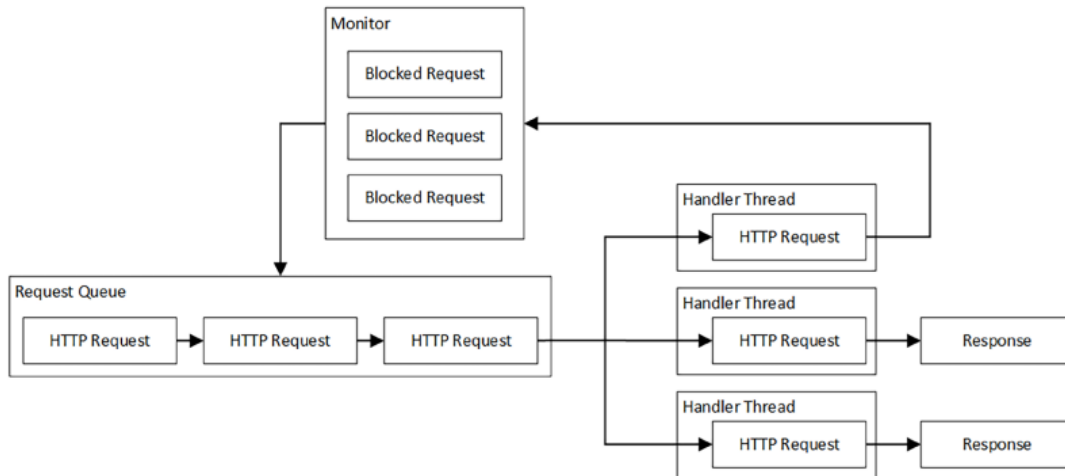 Monitor
Blocked Request
Blocked Request
Blocked Request
Handler Thread
HTTP Request
Request Queue
HTTP Request
HTTP Request
HTTP Request
Handler Thread
HTTP Request
Response
Handler Thread
HTTP Request
Response